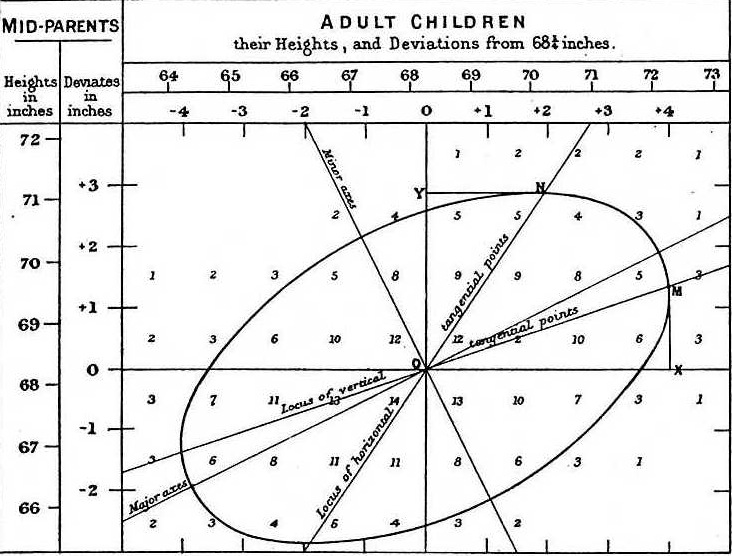 MID-PARENTS
ADULT CHILDREN
their Heights, and Deviations from 68¼ inches.
Heights in inches
Deviates in inches
64 65 66 67 68 69 70 71 72 73
-4 -3 -2 -1 0 +1 +2 +3 +4
72
1 2 2 2 1
71 +3
Y N
2 4 5 5 4 3 1
+2
70
1 2 3 5 8 9 9 8 5 3
M
+1
69
2 3 6 10 12 12 2 10 6 3
0 O X
68
3 7 11 13 14 13 10 7 3 1
-1
67
3 6 8 11 11 8 6 3 1
-2
66
2 3 4 6 4 3 2
Minor axes
tangential points
tangential points
Locus of vertical
Locus of horizontal
Major axes